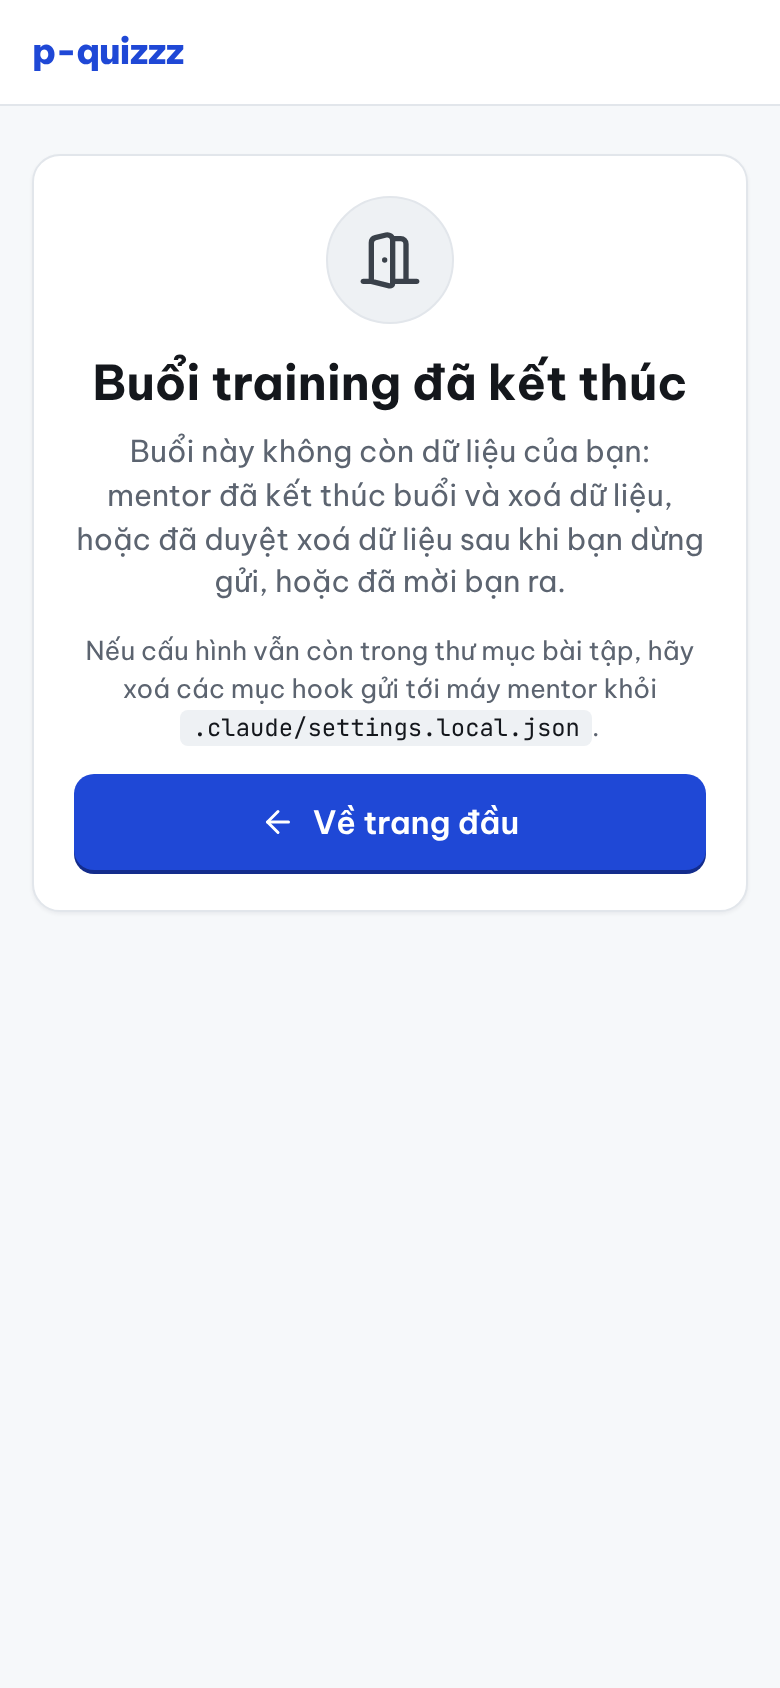 p-quizzz
Buổi training đã kết thúc
Buổi này không còn dữ liệu của bạn:
mentor đã kết thúc buổi và xoá dữ liệu,
hoặc đã duyệt xoá dữ liệu sau khi bạn dừng
gửi, hoặc đã mời bạn ra.
Nếu cấu hình vẫn còn trong thư mục bài tập, hãy
xoá các mục hook gửi tới máy mentor khỏi
.claude/settings.local.json.
← Về trang đầu